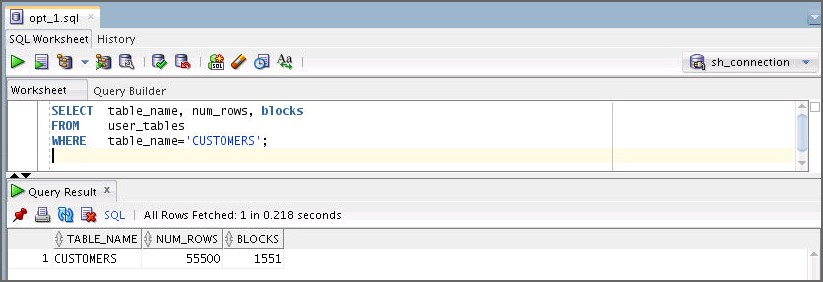 opt_1.sql
SQL Worksheet History
sh_connection
Worksheet Query Builder
SELECT table_name, num_rows, blocks
FROM user_tables
WHERE table_name='CUSTOMERS';
Query Result x
SQL | All Rows Fetched: 1 in 0.218 seconds
TABLE_NAME NUM_ROWS BLOCKS
1 CUSTOMERS 55500 1551